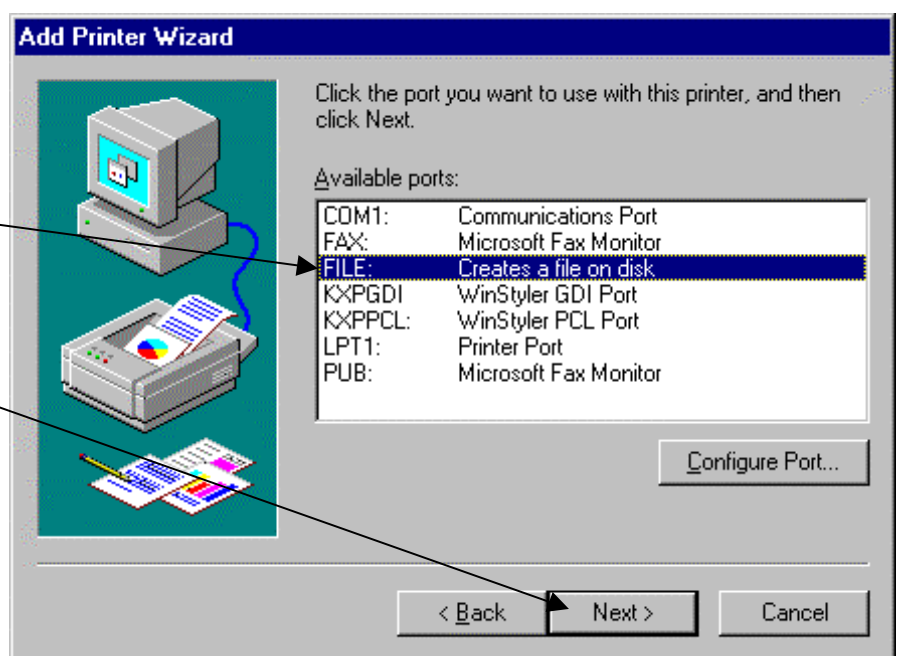 Add Printer Wizard
Click the port you want to use with this printer, and then
click Next.
Available ports:
COM1: Communications Port
FAX: Microsoft Fax Monitor
FILE: Creates a file on disk
KXPGDI WinStyler GDI Port
KXPPCL: WinStyler PCL Port
LPT1: Printer Port
PUB: Microsoft Fax Monitor
Configure Port...
< Back Next > Cancel